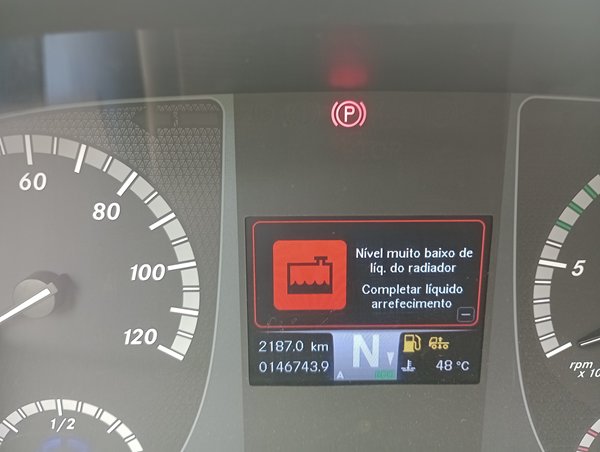 P
60
80
100
120
1/2
Nível muito baixo de
líq. do radiador
Completar líquido
arrefecimento
2187.0 km
0146743.9
N
A
48 °C
5
rpm